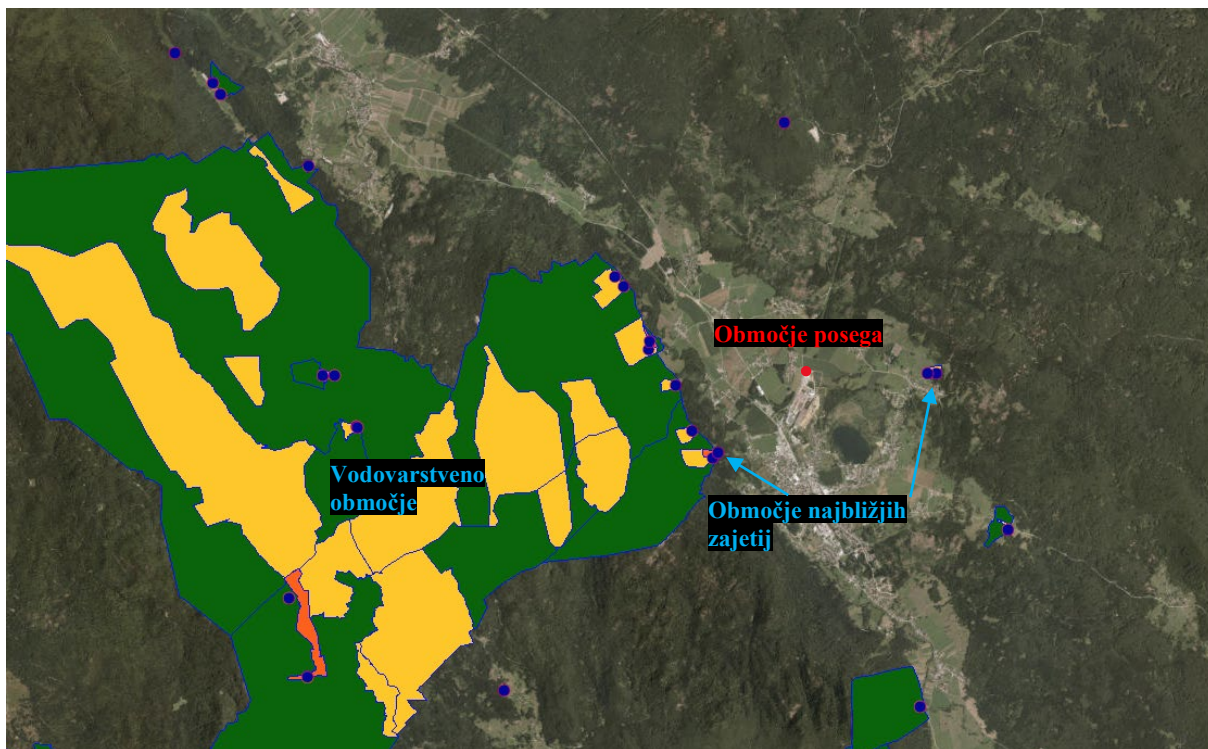 Območje posega
Vodovarstveno
območje
Območje najbližjih
zajetij